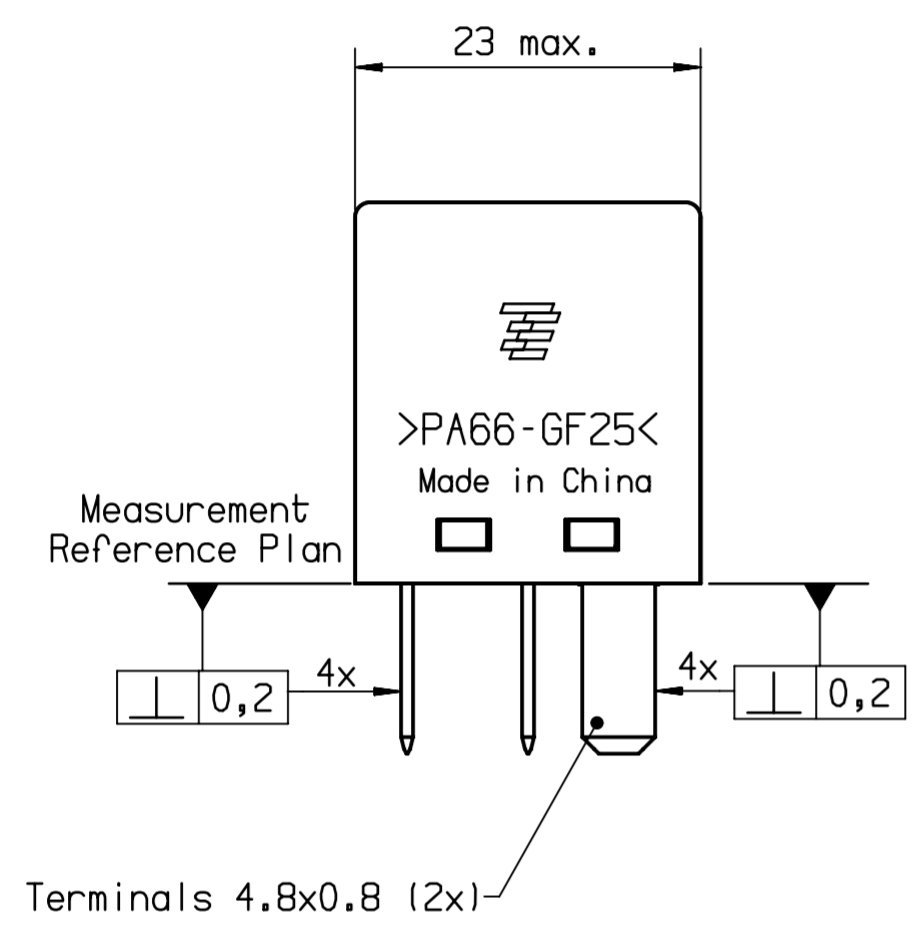 23 max.
>PA66-GF25<
Made in China
Measurement
Reference Plan
4x
⊥ 0,2
4x
⊥ 0,2
Terminals 4.8x0.8 (2x)